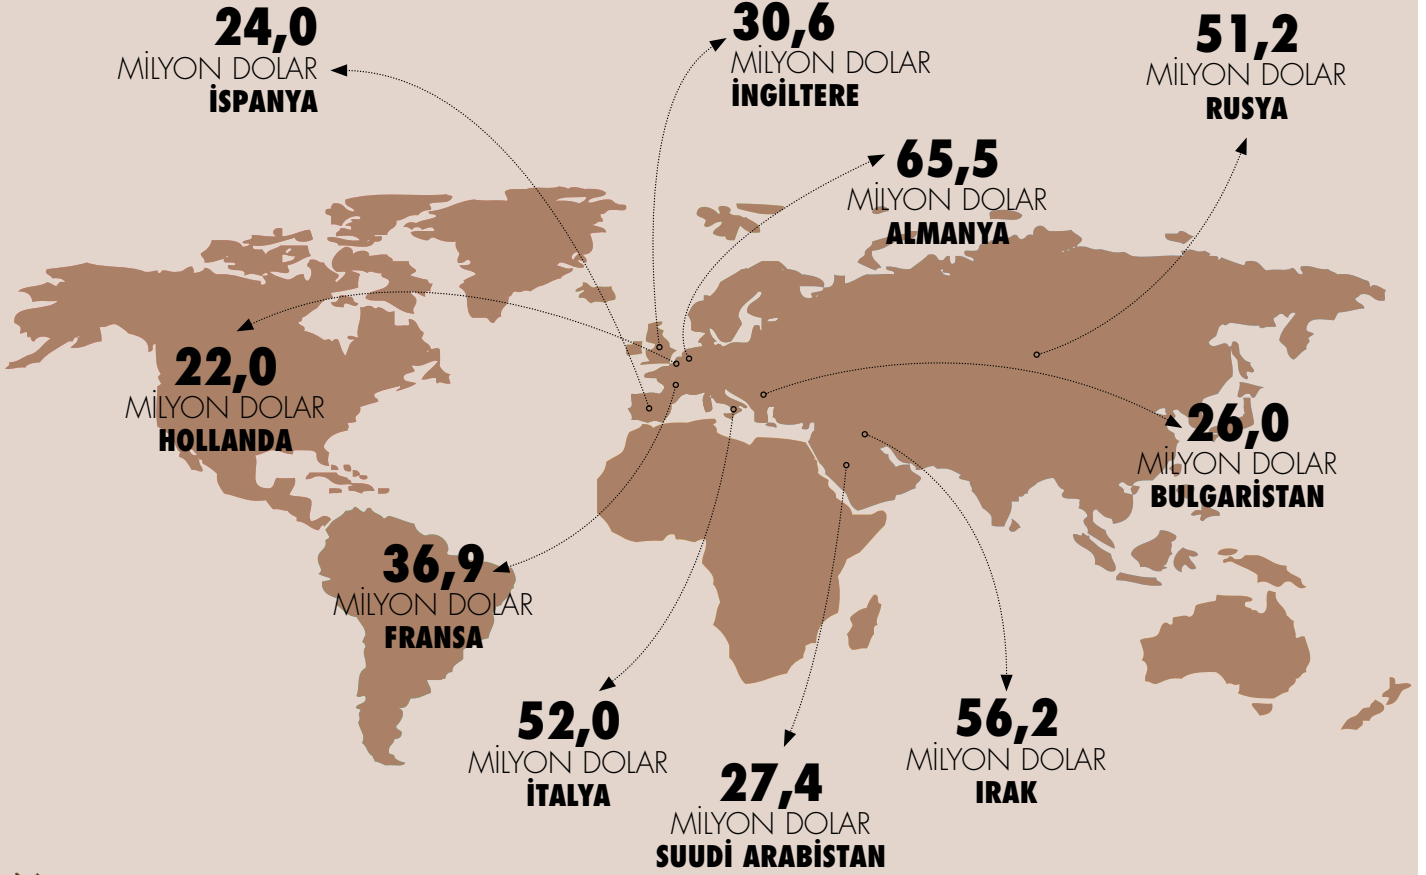 24,0
MİLYON DOLAR
İSPANYA
30,6
MİLYON DOLAR
İNGİLTERE
51,2
MİLYON DOLAR
RUSYA
65,5
MİLYON DOLAR
ALMANYA
22,0
MİLYON DOLAR
HOLLANDA
26,0
MİLYON DOLAR
BULGARİSTAN
36,9
MİLYON DOLAR
FRANSA
52,0
MİLYON DOLAR
İTALYA
27,4
MİLYON DOLAR
SUUDİ ARABİSTAN
56,2
MİLYON DOLAR
IRAK